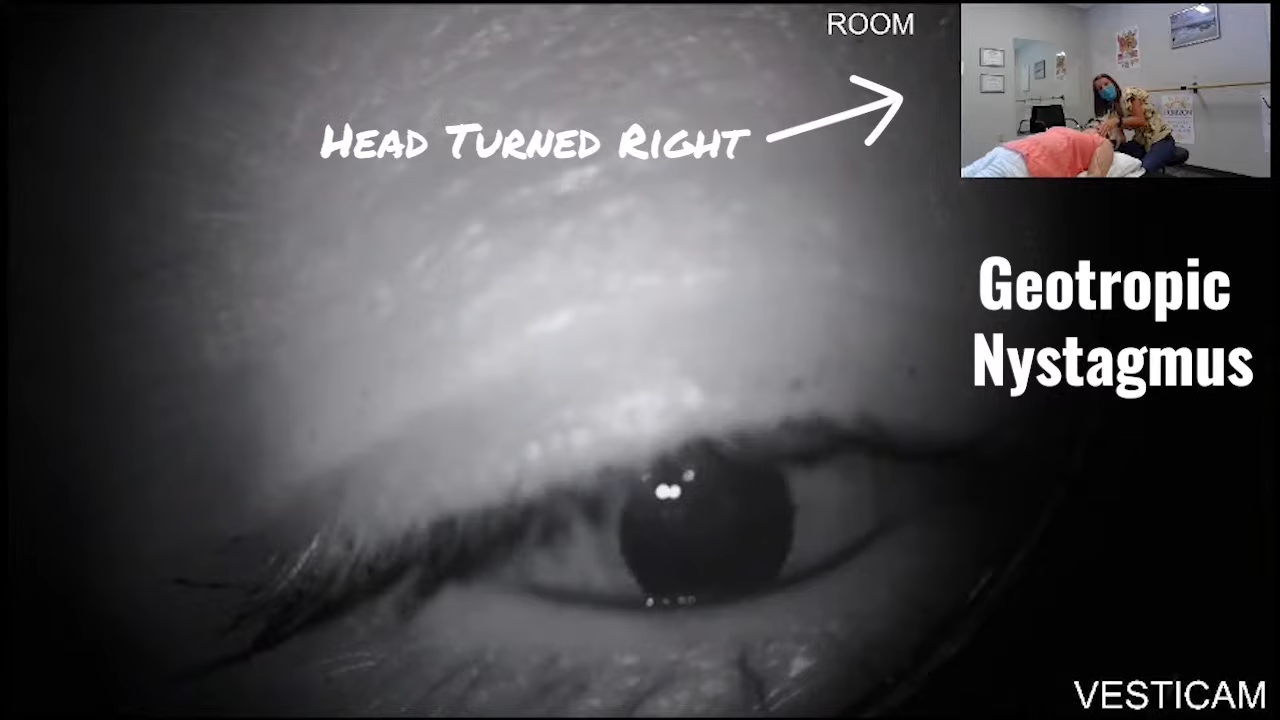 ROOM
HEAD TURNED RIGHT
Geotropic
Nystagmus
VESTICAM